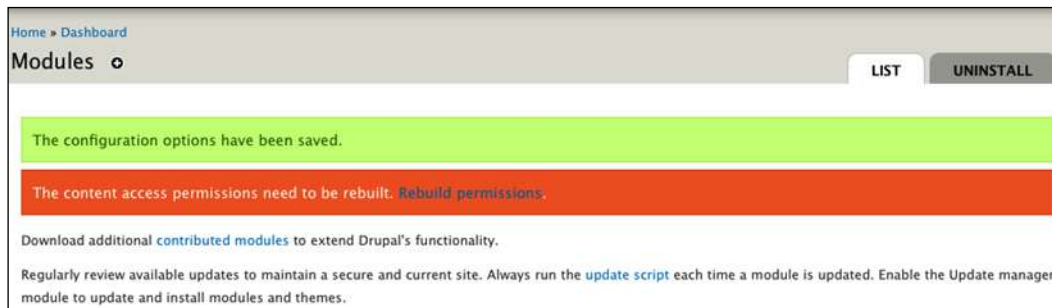 Home » Dashboard
Modules
LIST
UNINSTALL
The configuration options have been saved.
The content access permissions need to be rebuilt. Rebuild permissions.
Download additional contributed modules to extend Drupal's functionality.
Regularly review available updates to maintain a secure and current site. Always run the update script each time a module is updated. Enable the Update manager
module to update and install modules and themes.